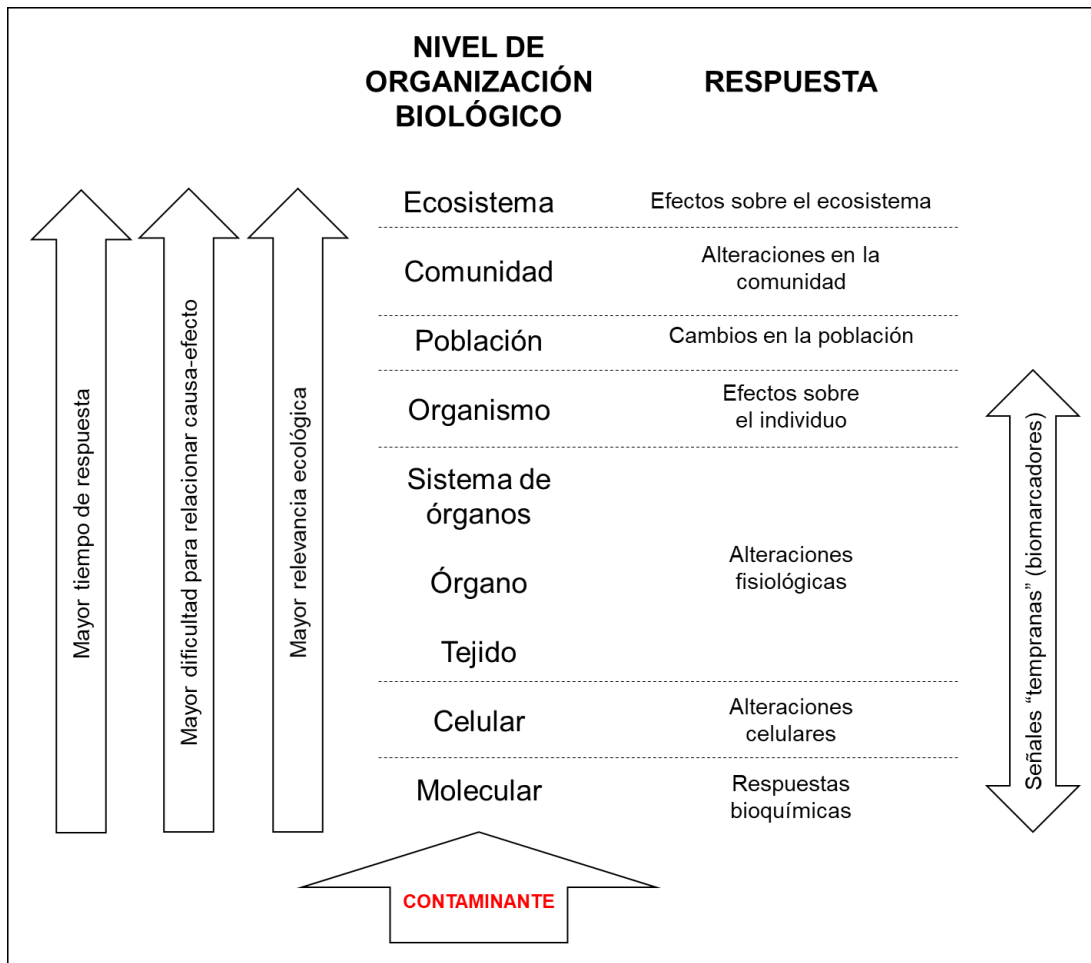 NIVEL DE
ORGANIZACIÓN
BIOLÓGICO
RESPUESTA
Ecosistema
Efectos sobre el ecosistema
Comunidad
Alteraciones en la
comunidad
Población
Cambios en la población
Organismo
Efectos sobre
el individuo
Sistema de
órganos
Órgano
Tejido
Alteraciones
fisiológicas
Celular
Alteraciones
celulares
Molecular
Respuestas
bioquímicas
CONTAMINANTE
Mayor tiempo de respuesta
Mayor dificultad para relacionar causa-efecto
Mayor relevancia ecológica
Señales “tempranas” (biomarcadores)